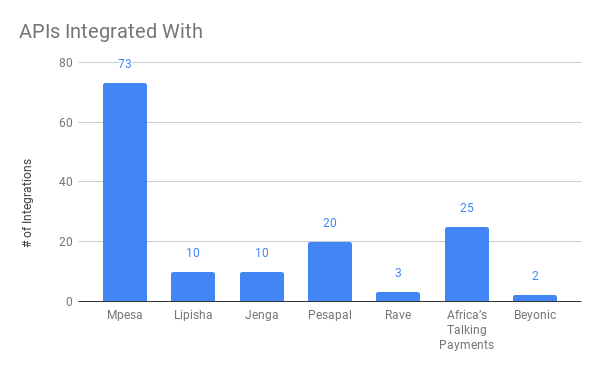 APIs Integrated With
# of Integrations
80
60
40
20
0
73
10
10
20
3
25
2
Mpesa
Lipisha
Jenga
Pesapal
Rave
Africa’s
Talking
Payments
Beyonic